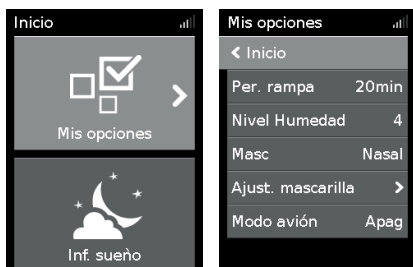 Inicio
Mis opciones
Inf. sueño
Mis opciones
Inicio
Per. rampa 20min
Nivel Humedad 4
Masc Nasal
Ajust. mascarilla
Modo avión Apag